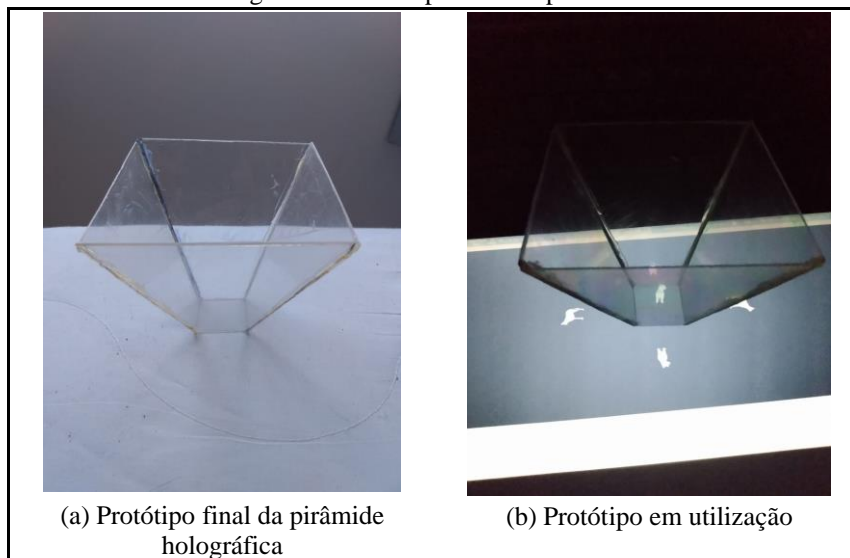 (a) Protótipo final da pirâmide
holográfica
(b) Protótipo em utilização